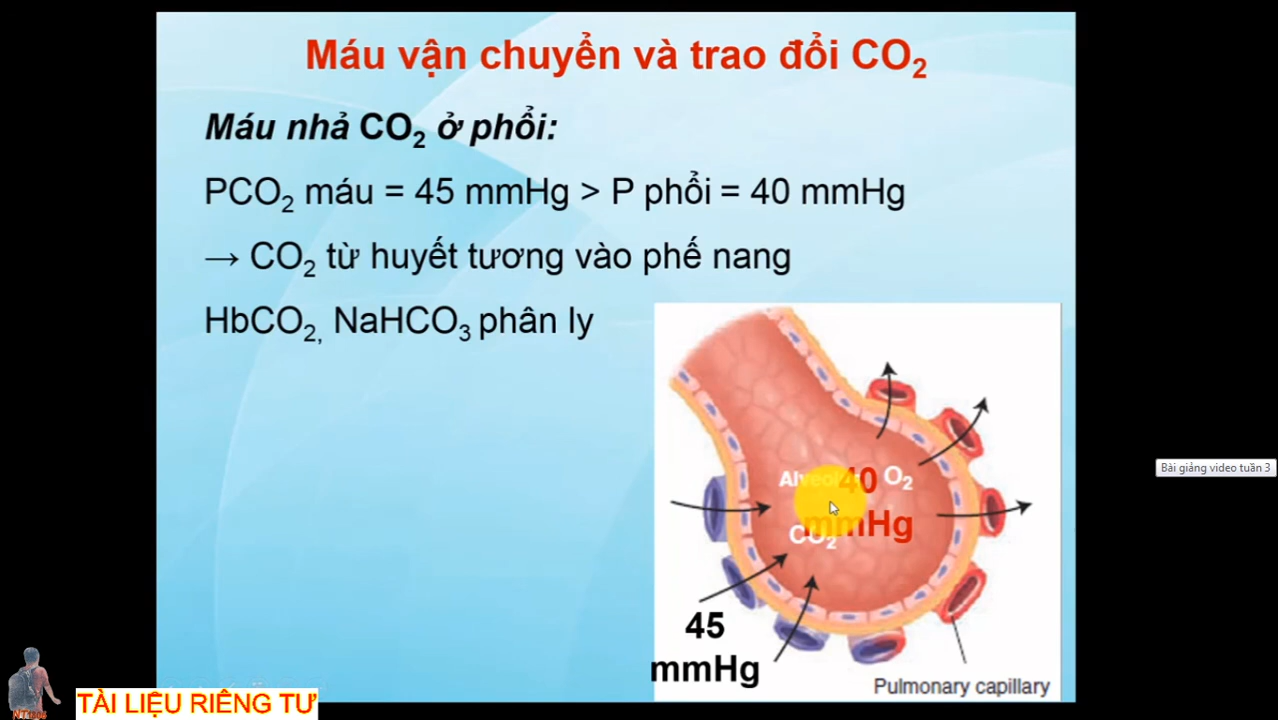 Máu vận chuyển và trao đổi CO₂
Máu nhả CO₂ ở phổi:
PCO₂ máu = 45 mmHg > P phổi = 40 mmHg
→ CO₂ từ huyết tương vào phế nang
HbCO₂, NaHCO₃ phân ly
40
O₂
mmHg
CO₂
45
mmHg
Pulmonary capillary
Bài giảng video tuần 3
TÀI LIỆU RIÊNG TƯ